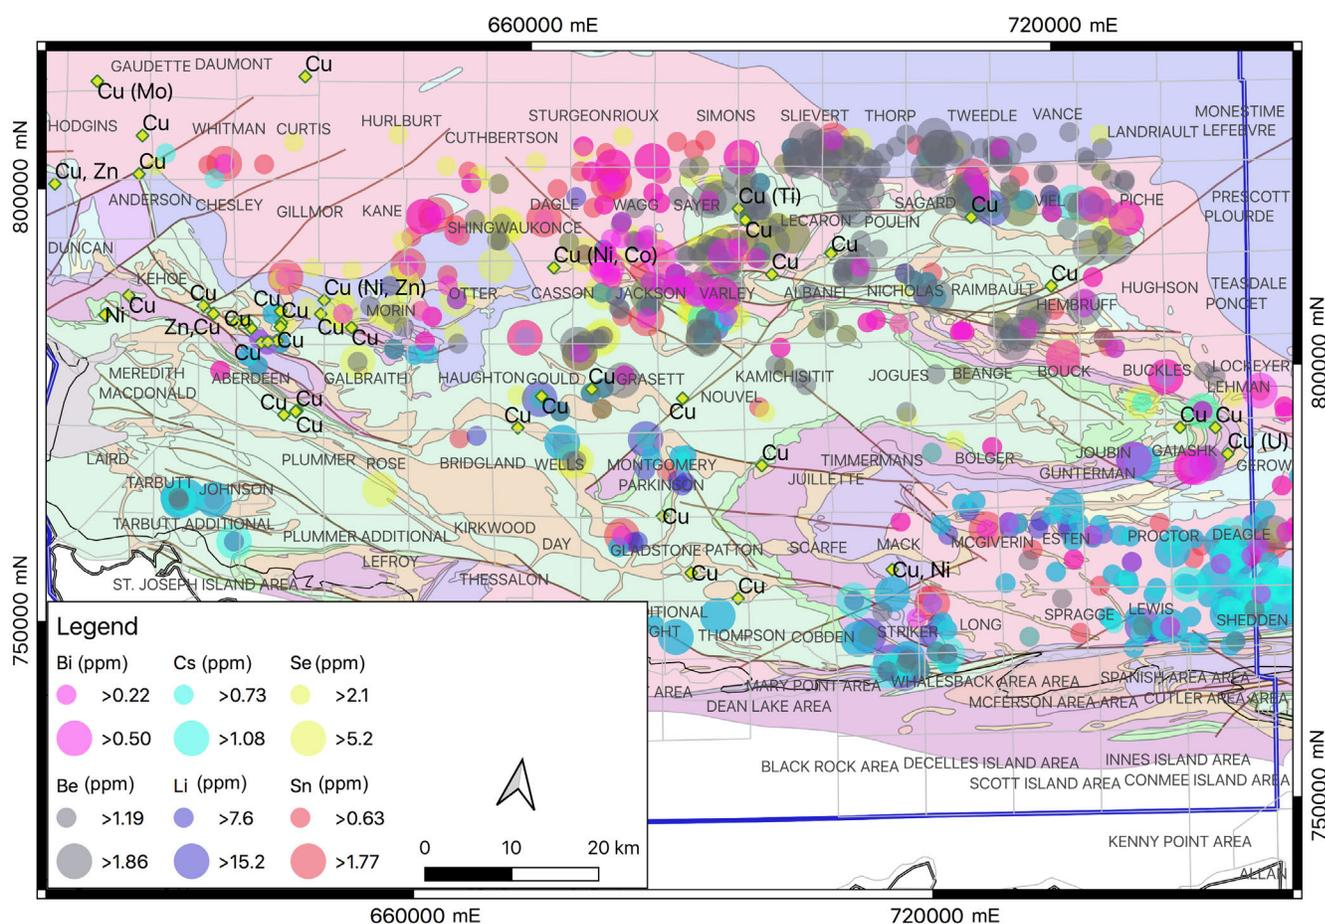 660000 mE
720000 mE
GAUDETTE DAUMONT
Cu
Cu (Mo)
HODGINS
Cu
WHITMAN
CURTIS
HURLBURT
CUTHBERTSON
STURGEON
RIOUX
SIMONS
SLIEVERT
THORP
TWEEDLE
VANCE
MONESTIME
LANDRIAULT
LEFEBVRE
Cu, Zn
Cu
800000 mN
ANDERSON
CHESLEY
GILLMOR
KANE
SHINGWAUKONCE
DAGLE
WAGG
SAYER
Cu (Ti)
Cu
LECARON
POULIN
SAGARD
Cu
VIEL
PICHE
PRESCOTT
PLOURDE
DUNCAN
KEHOE
Cu (Ni, Co)
Cu
Cu
Cu
Ni
Cu
Cu
Cu
Cu
Cu (Ni, Zn)
MORIN
OTTER
CASSON
JACKSON
VARLEY
ALBANEL
NICHOLAS
RAIMBAULT
HEMBRUFF
HUGHSON
TEASDALE
PONCET
Zn,Cu
Cu
Cu
Cu
Cu
Cu
800000 mN
MEREDITH
MACDONALD
ABERDEEN
GALBRAITH
HAUGHTON
GOULD
Cu
GRASETT
NOUVEL
KAMICHISITIT
JOGUES
BEANGE
BOUCK
BUCKLES
LOCKEYER
LEHMAN
Cu
Cu
Cu
Cu
Cu
Cu
Cu
Cu
Cu (U)
LAIRD
PLUMMER
ROSE
BRIDGLAND
WELLS
MONTGOMERY
PARKINSON
Cu
TIMMERMANS
JUILLETTE
BOLGER
JOUBIN
GUNTERMAN
GAIASHK
GEROW
TARBUTT
JOHNSON
TARBUTT ADDITIONAL
PLUMMER ADDITIONAL
KIRKWOOD
DAY
Cu
GLADSTONE
PATTON
SCARFE
MACK
MCGIVERIN
ESTEN
PROCTOR
DEAGLE
LEFROY
THESSALON
ST. JOSEPH ISLAND AREA
Cu
Cu
Cu, Ni
750000 mN
ITIONAL
GHT
THOMPSON
COBDEN
STRIKER
LONG
SPRAGGE
LEWIS
SHEDDEN
Y AREA
MARY POINT AREA
DEAN LAKE AREA
WHALESBACK AREA AREA
MCFERSON AREA AREA
SPANISH AREA AREA
CUTLER AREA AREA
BLACK ROCK AREA
DECELLES ISLAND AREA
SCOTT ISLAND AREA
INNES ISLAND AREA
CONMEE ISLAND AREA
750000 mN
KENNY POINT AREA
ALLAN
Legend
Bi (ppm)
Cs (ppm)
Se (ppm)
>0.22
>0.73
>2.1
>0.50
>1.08
>5.2
Be (ppm)
Li (ppm)
Sn (ppm)
>1.19
>7.6
>0.63
>1.86
>15.2
>1.77
0
10
20 km
660000 mE
720000 mE